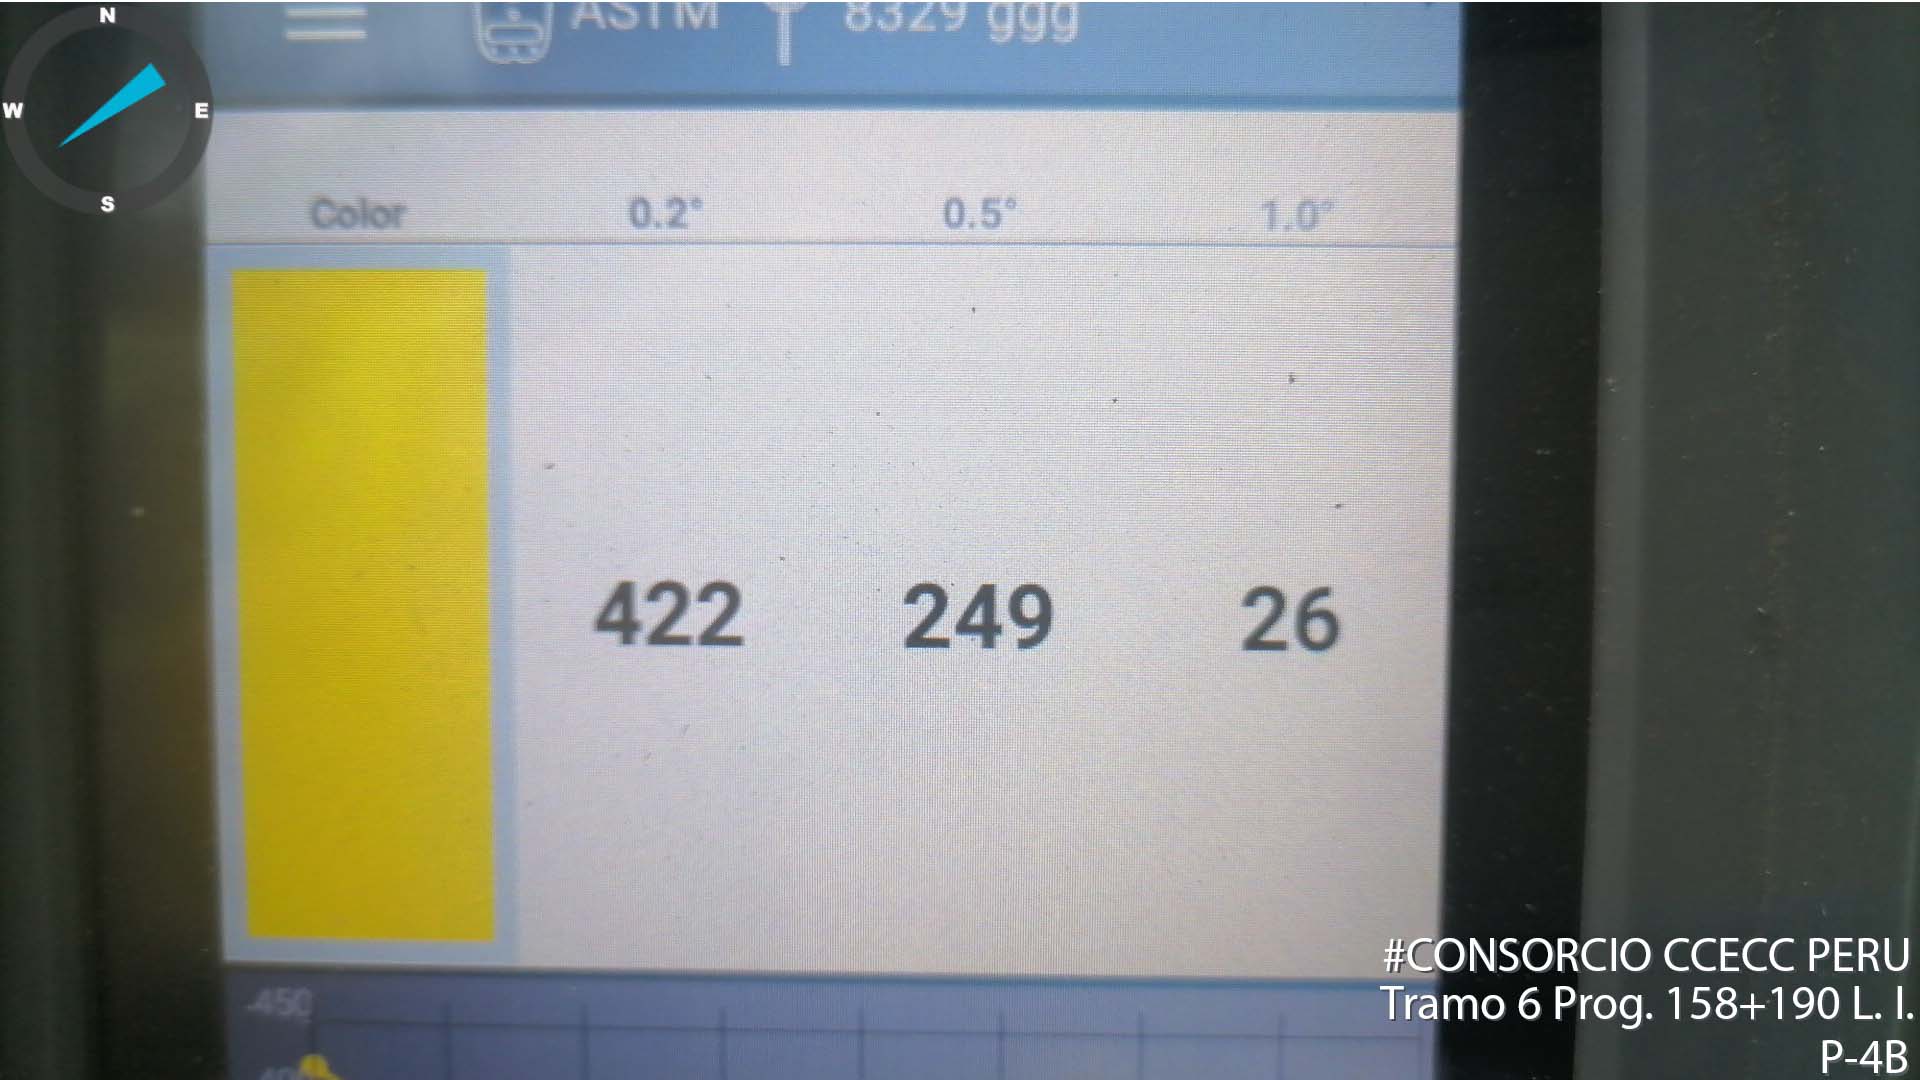 N
W E
S
ASTM 8329 ggg
Color 0.2° 0.5° 1.0°
422 249 26
450
400
#CONSORCIO CCECC PERU
Tramo 6 Prog. 158+190 L. I.
P-4B